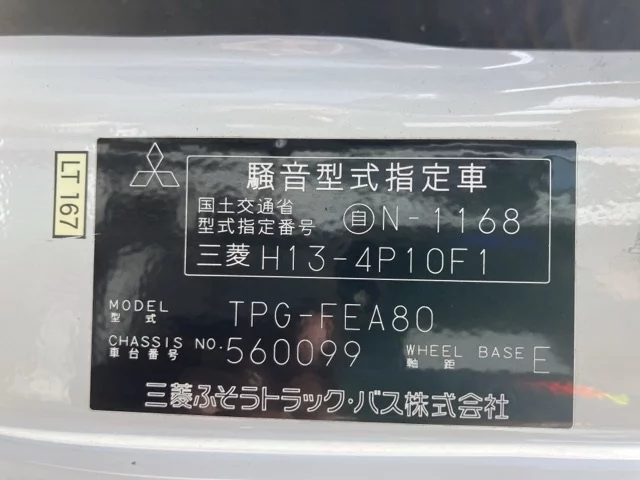 LT 167
騒音型式指定車
国土交通省
型式指定番号 自N-1168
三菱 H13-4P10F1
MODEL
型式 TPG-FEA80
CHASSIS NO.
車台番号 560099
WHEEL BASE
軸距 E
三菱ふそうトラック・バス株式会社